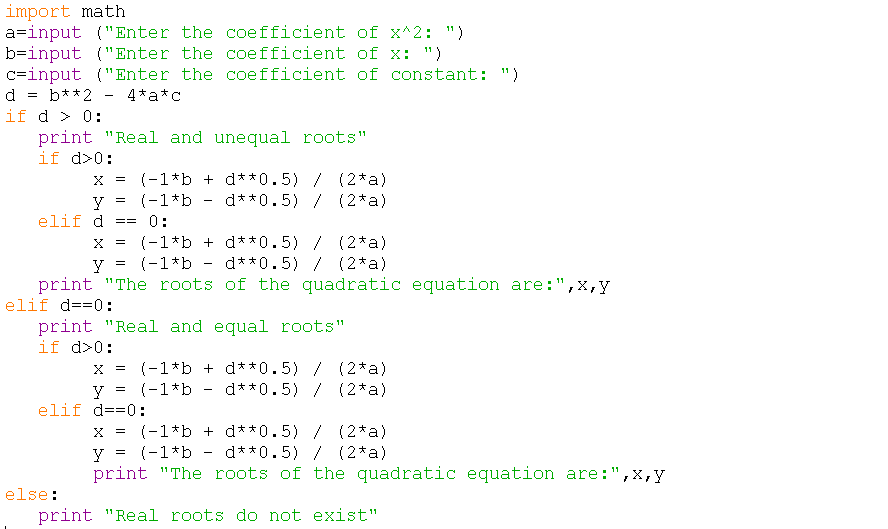 import math
a=input ("Enter the coefficient of x^2: ")
b=input ("Enter the coefficient of x: ")
c=input ("Enter the coefficient of constant: ")
d = b**2 - 4*a*c
if d > 0:
   print "Real and unequal roots"
   if d>0:
        x = (-1*b + d**0.5) / (2*a)
        y = (-1*b - d**0.5) / (2*a)
   elif d == 0:
        x = (-1*b + d**0.5) / (2*a)
        y = (-1*b - d**0.5) / (2*a)
   print "The roots of the quadratic equation are:",x,y
elif d==0:
   print "Real and equal roots"
   if d>0:
        x = (-1*b + d**0.5) / (2*a)
        y = (-1*b - d**0.5) / (2*a)
   elif d==0:
        x = (-1*b + d**0.5) / (2*a)
        y = (-1*b - d**0.5) / (2*a)
        print "The roots of the quadratic equation are:",x,y
else:
   print "Real roots do not exist"